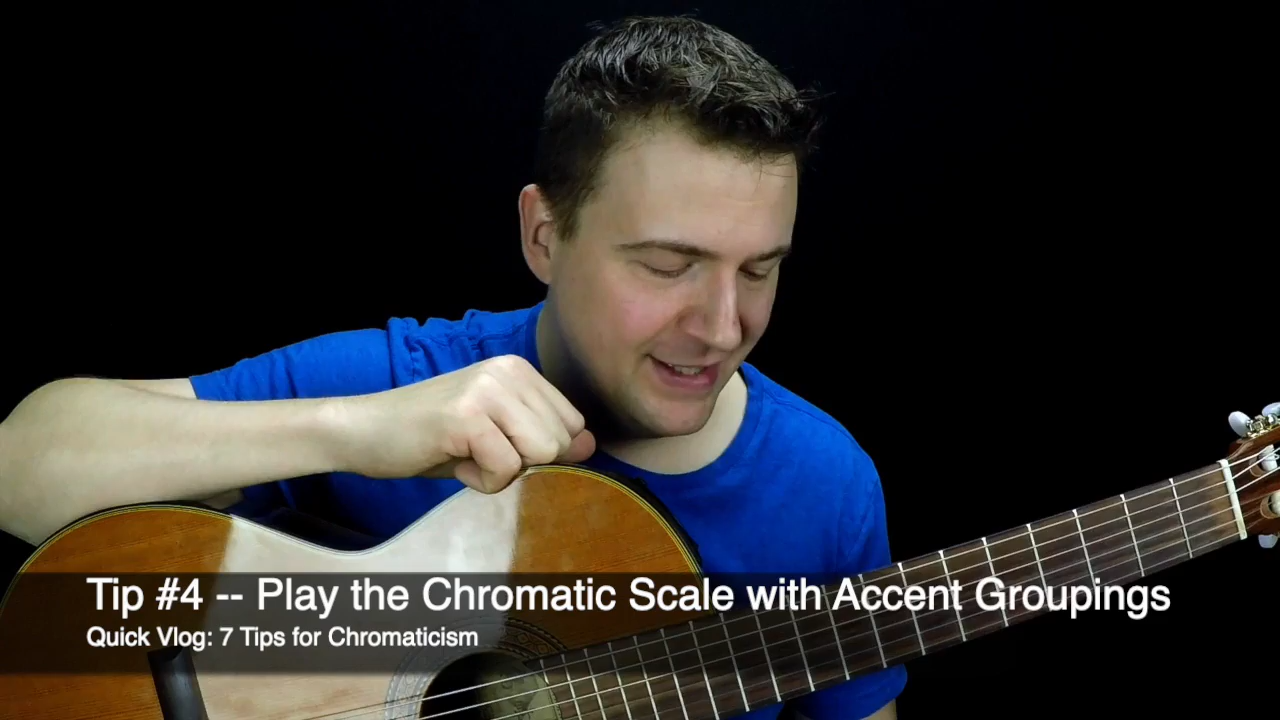 Tip #4 -- Play the Chromatic Scale with Accent Groupings
Quick Vlog: 7 Tips for Chromaticism